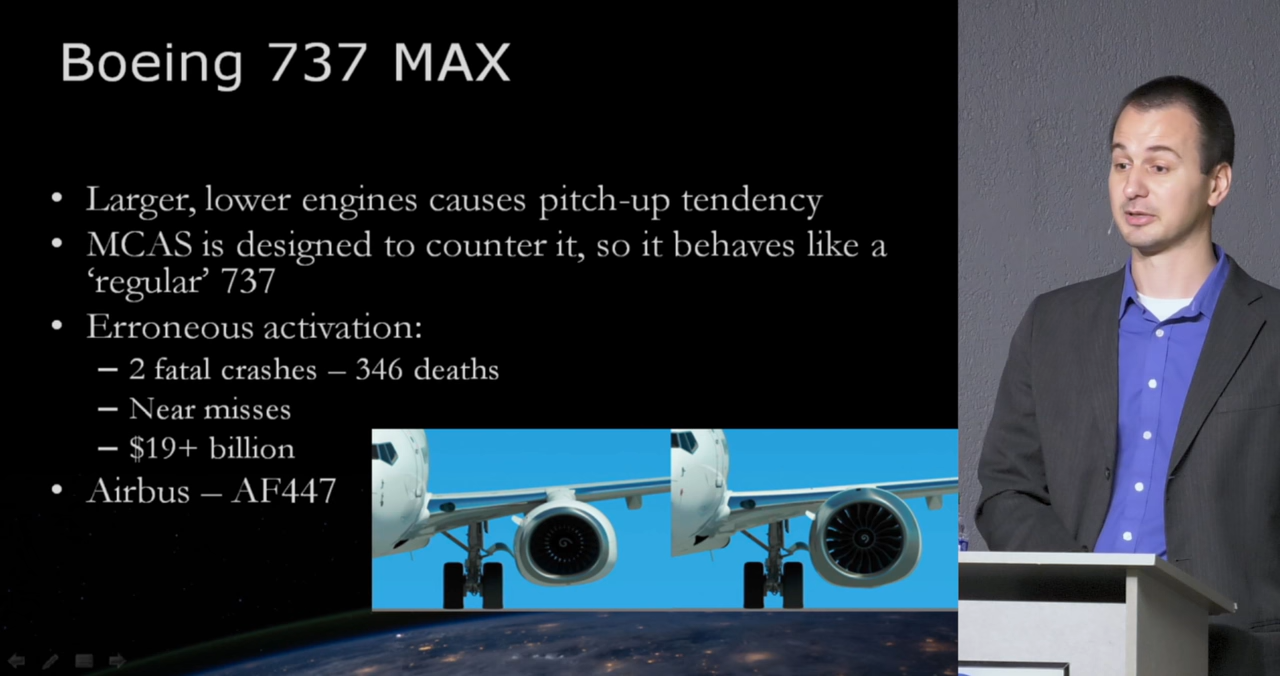 Boeing 737 MAX
• Larger, lower engines causes pitch-up tendency
• MCAS is designed to counter it, so it behaves like a
‘regular’ 737
• Erroneous activation:
– 2 fatal crashes – 346 deaths
– Near misses
– $19+ billion
• Airbus – AF447